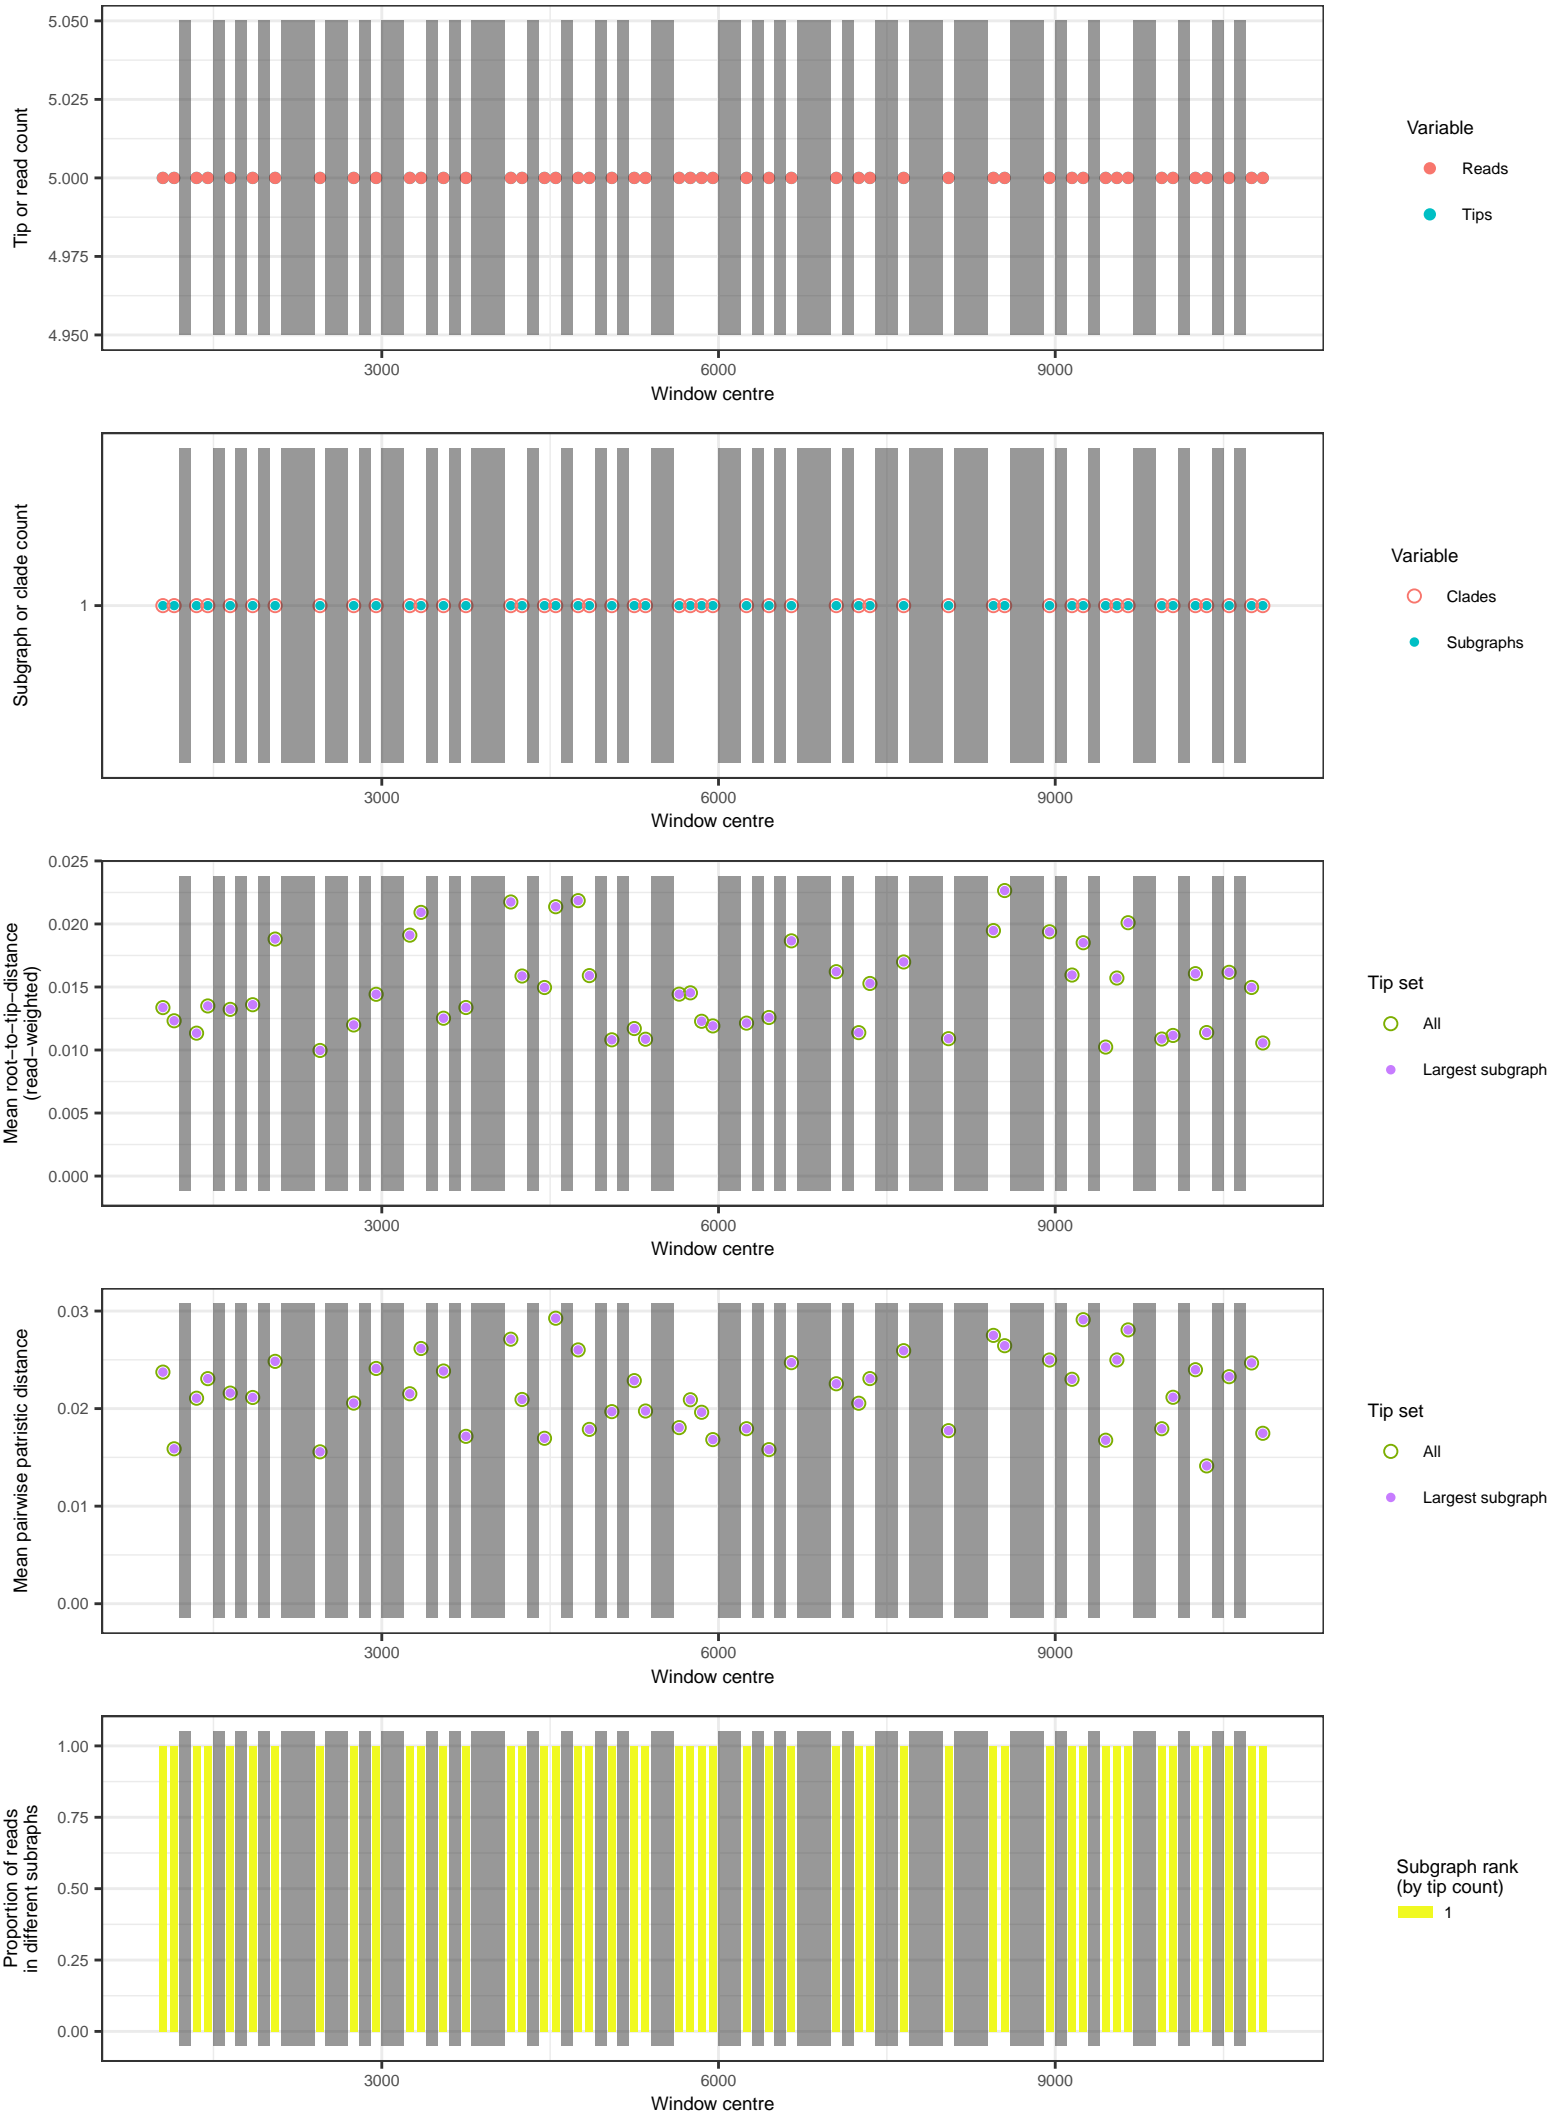 5.050
5.025
5.000
4.975
4.950
Tip or read count
3000
6000
9000
Window centre
Variable
Reads
Tips
1
Subgraph or clade count
3000
6000
9000
Window centre
Variable
Clades
Subgraphs
0.025
0.020
0.015
0.010
0.005
0.000
Mean root−to−tip−distance
(read−weighted)
3000
6000
9000
Window centre
Tip set
All
Largest subgraph
0.03
0.02
0.01
0.00
Mean pairwise patristic distance
3000
6000
9000
Window centre
Tip set
All
Largest subgraph
1.00
0.75
0.50
0.25
0.00
Proportion of reads
in different subraphs
3000
6000
9000
Window centre
Subgraph rank
(by tip count)
1